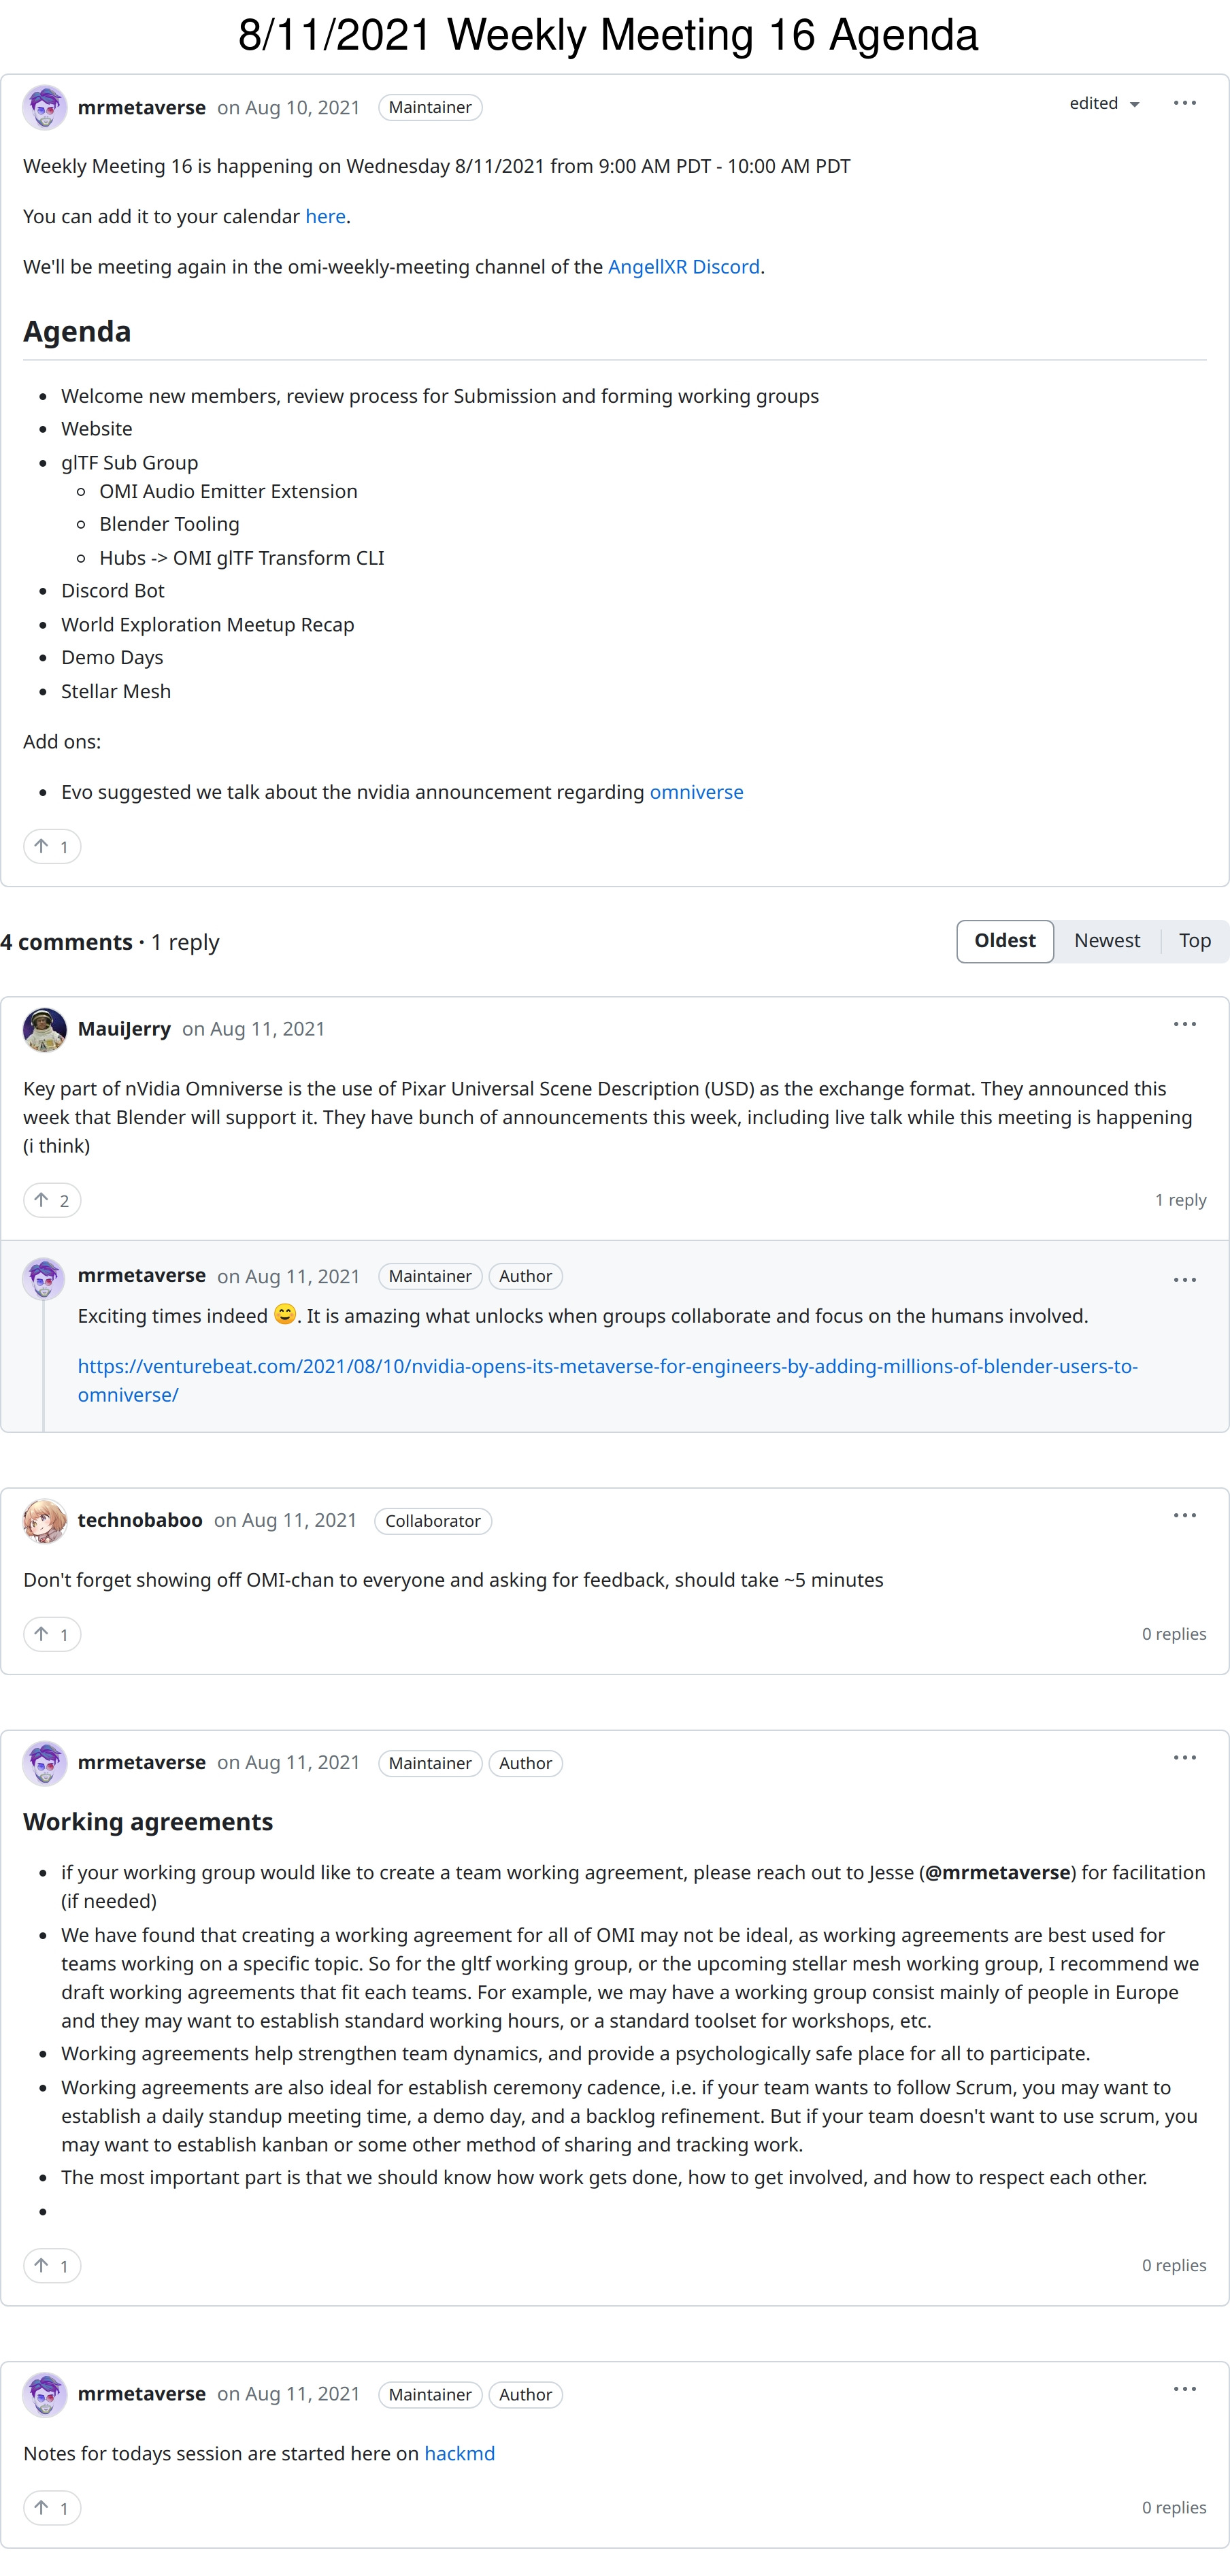 8/11/2021 Weekly Meeting 16 Agenda
mrmetaverse on Aug 10, 2021 Maintainer edited
Weekly Meeting 16 is happening on Wednesday 8/11/2021 from 9:00 AM PDT - 10:00 AM PDT
You can add it to your calendar here.
We'll be meeting again in the omi-weekly-meeting channel of the AngellXR Discord.
Agenda
Welcome new members, review process for Submission and forming working groups
Website
glTF Sub Group
OMI Audio Emitter Extension
Blender Tooling
Hubs -> OMI glTF Transform CLI
Discord Bot
World Exploration Meetup Recap
Demo Days
Stellar Mesh
Add ons:
Evo suggested we talk about the nvidia announcement regarding omniverse
1
4 comments · 1 reply Oldest Newest Top
MauiJerry on Aug 11, 2021
Key part of nVidia Omniverse is the use of Pixar Universal Scene Description (USD) as the exchange format. They announced this
week that Blender will support it. They have bunch of announcements this week, including live talk while this meeting is happening
(i think)
2 1 reply
mrmetaverse on Aug 11, 2021 Maintainer Author
Exciting times indeed 😊. It is amazing what unlocks when groups collaborate and focus on the humans involved.
https://venturebeat.com/2021/08/10/nvidia-opens-its-metaverse-for-engineers-by-adding-millions-of-blender-users-to-
omniverse/
technobaboo on Aug 11, 2021 Collaborator
Don't forget showing off OMI-chan to everyone and asking for feedback, should take ~5 minutes
1 0 replies
mrmetaverse on Aug 11, 2021 Maintainer Author
Working agreements
if your working group would like to create a team working agreement, please reach out to Jesse (@mrmetaverse) for facilitation
(if needed)
We have found that creating a working agreement for all of OMI may not be ideal, as working agreements are best used for
teams working on a specific topic. So for the gltf working group, or the upcoming stellar mesh working group, I recommend we
draft working agreements that fit each teams. For example, we may have a working group consist mainly of people in Europe
and they may want to establish standard working hours, or a standard toolset for workshops, etc.
Working agreements help strengthen team dynamics, and provide a psychologically safe place for all to participate.
Working agreements are also ideal for establish ceremony cadence, i.e. if your team wants to follow Scrum, you may want to
establish a daily standup meeting time, a demo day, and a backlog refinement. But if your team doesn't want to use scrum, you
may want to establish kanban or some other method of sharing and tracking work.
The most important part is that we should know how work gets done, how to get involved, and how to respect each other.
1 0 replies
mrmetaverse on Aug 11, 2021 Maintainer Author
Notes for todays session are started here on hackmd
1 0 replies